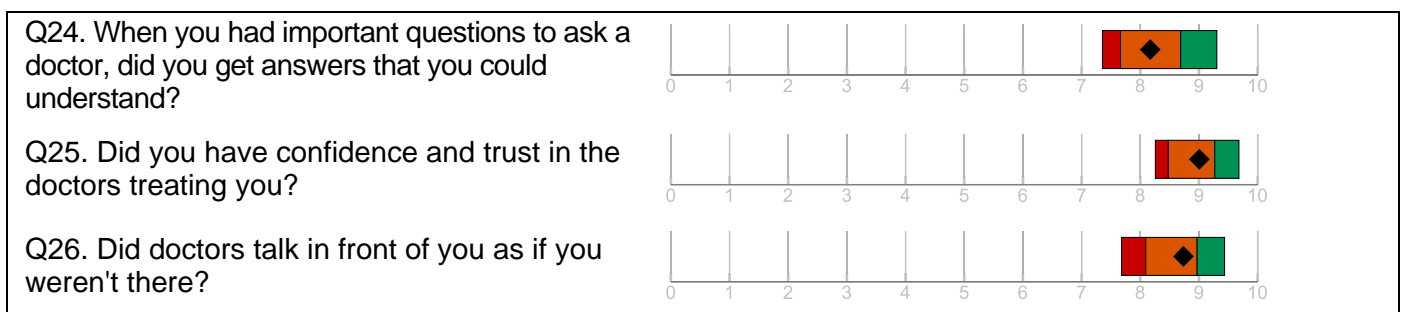 Q24. When you had important questions to ask a
doctor, did you get answers that you could
understand?
0 1 2 3 4 5 6 7 8 9 10
Q25. Did you have confidence and trust in the
doctors treating you?
0 1 2 3 4 5 6 7 8 9 10
Q26. Did doctors talk in front of you as if you
weren't there?
0 1 2 3 4 5 6 7 8 9 10